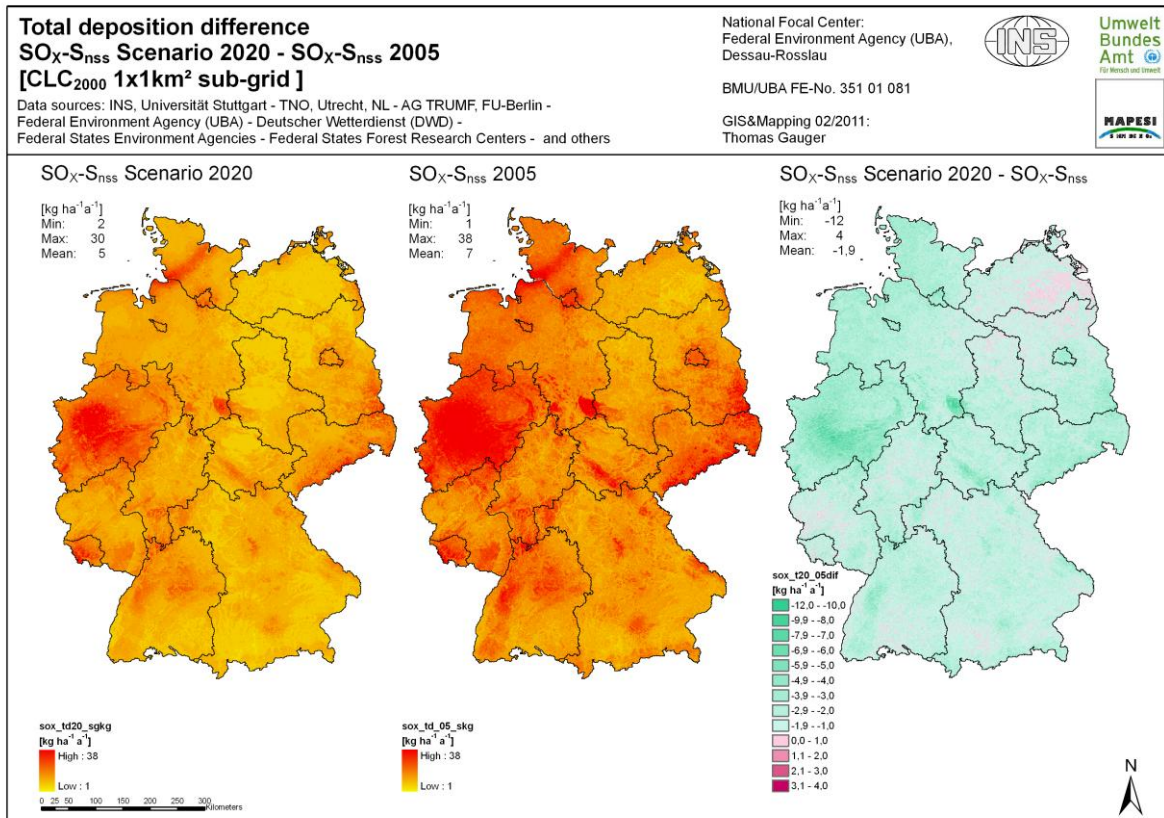 Total deposition difference
SOX-Snss Scenario 2020 - SOX-Snss 2005
[CLC2000 1x1km² sub-grid ]
Data sources: INS, Universität Stuttgart - TNO, Utrecht, NL - AG TRUMF, FU-Berlin -
Federal Environment Agency (UBA) - Deutscher Wetterdienst (DWD) -
Federal States Environment Agencies - Federal States Forest Research Centers - and others
National Focal Center:
Federal Environment Agency (UBA),
Dessau-Rosslau
BMU/UBA FE-No. 351 01 081
GIS&Mapping 02/2011:
Thomas Gauger
INS
Umwelt
Bundes
Amt
Für Mensch und Umwelt
MAPESI
SOX-Snss Scenario 2020
[kg ha-1a-1]
Min: 2
Max: 30
Mean: 5
sox_td20_sgkg
[kg ha-1 a-1]
High : 38
Low : 1
0 25 50 100 150 200 250 300
Kilometers
SOX-Snss 2005
[kg ha-1a-1]
Min: 1
Max: 38
Mean: 7
sox_td_05_skg
[kg ha-1 a-1]
High : 38
Low : 1
SOX-Snss Scenario 2020 - SOX-Snss
[kg ha-1a-1]
Min: -12
Max: 4
Mean: -1,9
sox_t20_05dif
[kg ha-1 a-1]
-12,0 - -10,0
-9,9 - -8,0
-7,9 - -7,0
-6,9 - -6,0
-5,9 - -5,0
-4,9 - -4,0
-3,9 - -3,0
-2,9 - -2,0
-1,9 - -1,0
0,0 - 1,0
1,1 - 2,0
2,1 - 3,0
3,1 - 4,0
N